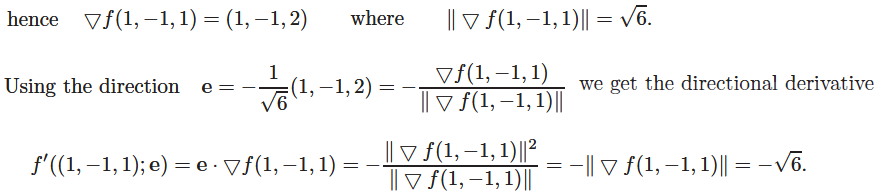 hence ▽f(1, −1, 1) = (1, −1, 2) where ‖ ▽ f(1, −1, 1)‖ = √6.
Using the direction e = −1/√6(1, −1, 2) = −▽f(1, −1, 1)/‖ ▽ f(1, −1, 1)‖ we get the directional derivative
f′((1, −1, 1); e) = e · ▽f(1, −1, 1) = −‖ ▽ f(1, −1, 1)‖²/‖ ▽ f(1, −1, 1)‖ = −‖ ▽ f(1, −1, 1)‖ = −√6.